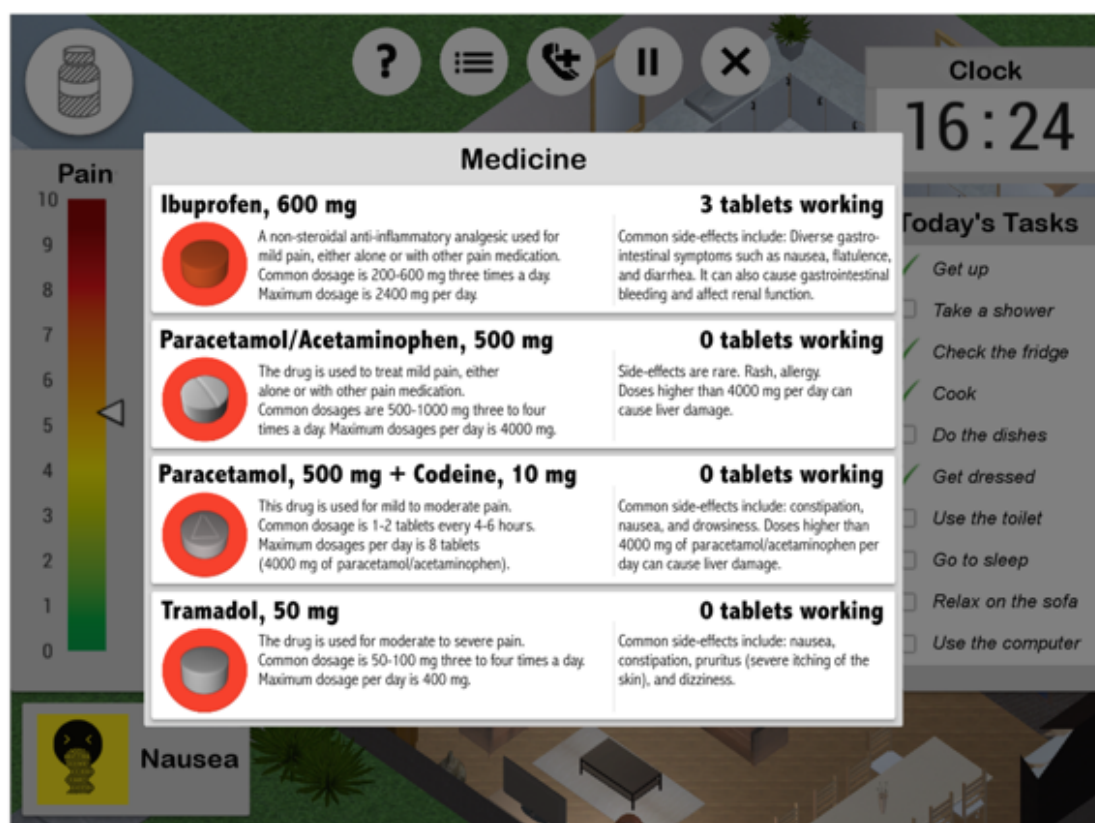 ?
Clock
16:24
Pain
10
9
8
7
6
5
4
3
2
1
0
Medicine
Ibuprofen, 600 mg
3 tablets working
A non-steroidal anti-inflammatory analgesic used for
mild pain, either alone or with other pain medication.
Common dosage is 200-600 mg three times a day.
Maximum dosage is 2400 mg per day.
Common side-effects include: Diverse gastro-
intestinal symptoms such as nausea, flatulence,
and diarrhea. It can also cause gastrointestinal
bleeding and affect renal function.
Paracetamol/Acetaminophen, 500 mg
0 tablets working
The drug is used to treat mild pain, either
alone or with other pain medication.
Common dosages are 500-1000 mg three to four
times a day. Maximum dosages per day is 4000 mg.
Side-effects are rare. Rash, allergy.
Doses higher than 4000 mg per day can
cause liver damage.
Paracetamol, 500 mg + Codeine, 10 mg
0 tablets working
This drug is used for mild to moderate pain.
Common dosage is 1-2 tablets every 4-6 hours.
Maximum dosages per day is 8 tablets
(4000 mg of paracetamol/acetaminophen).
Common side-effects include: constipation,
nausea, and drowsiness. Doses higher than
4000 mg of paracetamol/acetaminophen per
day can cause liver damage.
Tramadol, 50 mg
0 tablets working
The drug is used for moderate to severe pain.
Common dosage is 50-100 mg three to four times a day.
Maximum dosage per day is 400 mg.
Common side-effects include: nausea,
constipation, pruritus (severe itching of the
skin), and dizziness.
Today's Tasks
Get up
Take a shower
Check the fridge
Cook
Do the dishes
Get dressed
Use the toilet
Go to sleep
Relax on the sofa
Use the computer
Nausea